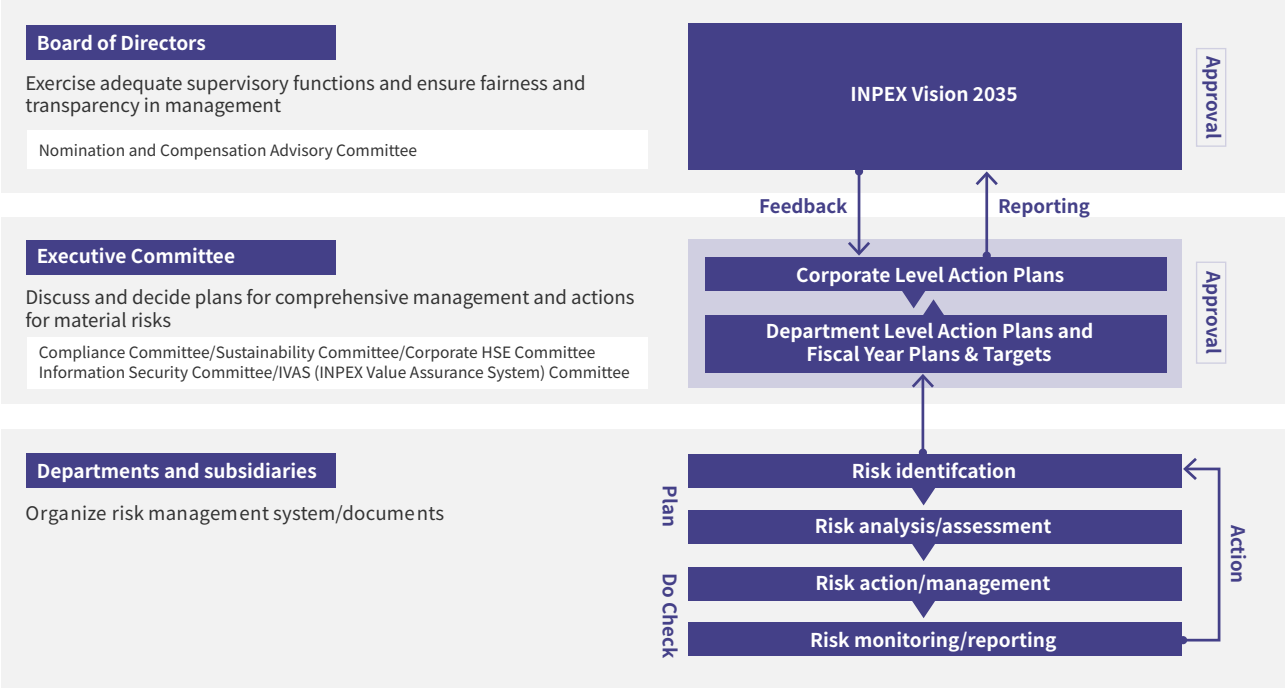 Board of Directors
Exercise adequate supervisory functions and ensure fairness and
transparency in management
Nomination and Compensation Advisory Committee
INPEX Vision 2035
Approval
Feedback
Reporting
Executive Committee
Discuss and decide plans for comprehensive management and actions
for material risks
Compliance Committee/Sustainability Committee/Corporate HSE Committee
Information Security Committee/IVAS (INPEX Value Assurance System) Committee
Corporate Level Action Plans
Department Level Action Plans and
Fiscal Year Plans & Targets
Approval
Departments and subsidiaries
Organize risk management system/documents
Plan
Do Check
Risk identifcation
Risk analysis/assessment
Risk action/management
Risk monitoring/reporting
Action